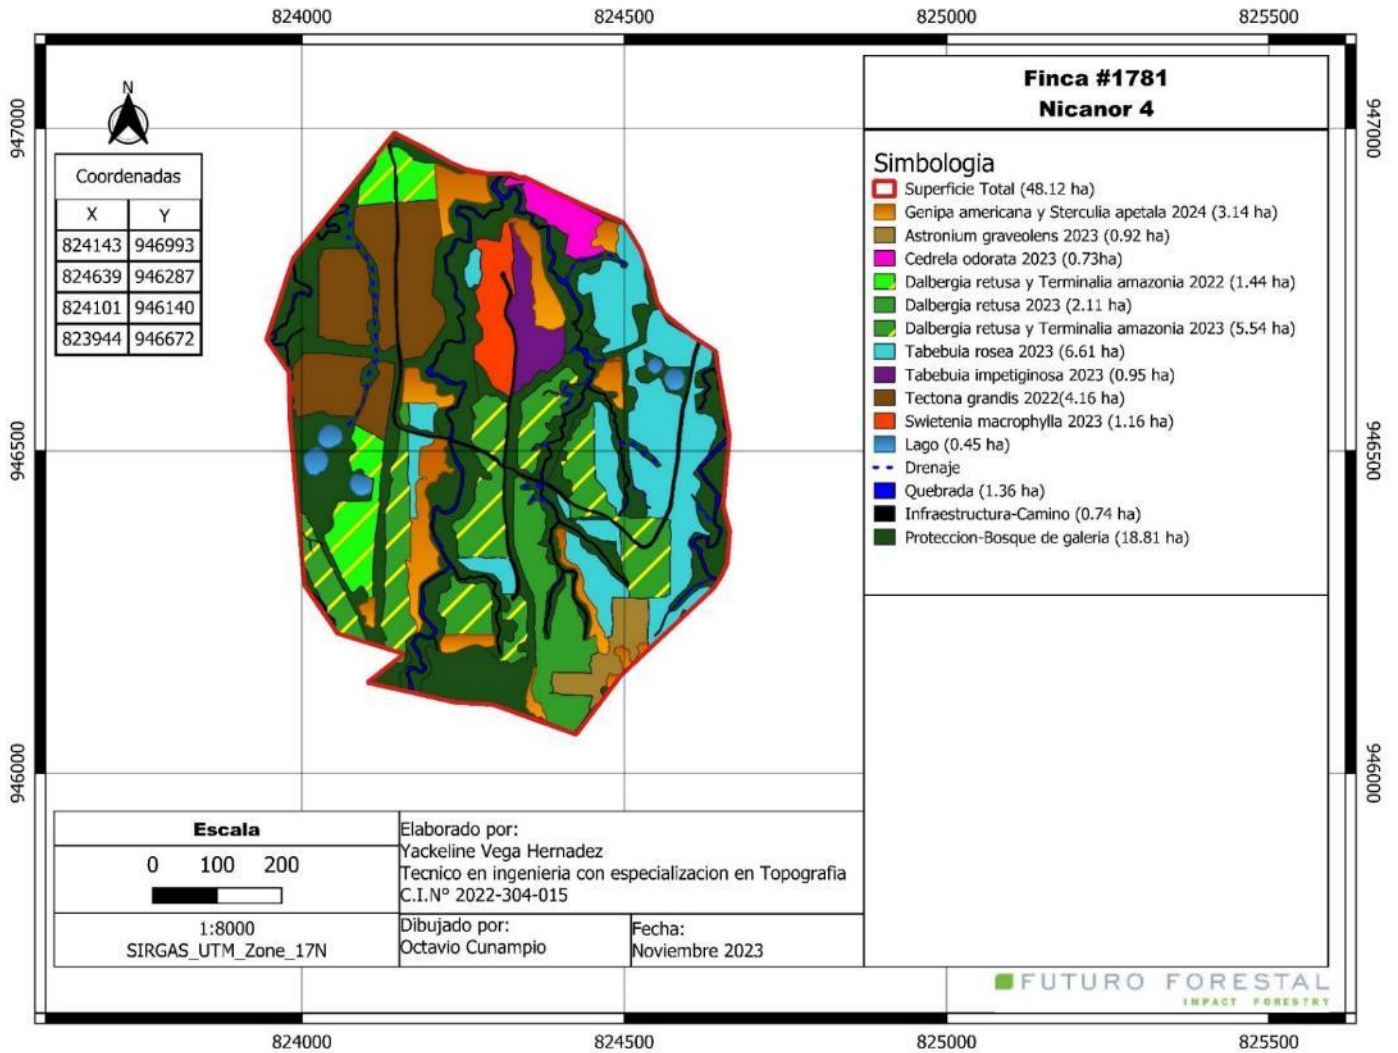 824000 824500 825000 825500
947000
946500
946000
N
Coordenadas
X Y
824143 946993
824639 946287
824101 946140
823944 946672
Finca #1781
Nicanor 4
Simbologia
Superficie Total (48.12 ha)
Genipa americana y Sterculia apetala 2024 (3.14 ha)
Astronium graveolens 2023 (0.92 ha)
Cedrela odorata 2023 (0.73ha)
Dalbergia retusa y Terminalia amazonia 2022 (1.44 ha)
Dalbergia retusa 2023 (2.11 ha)
Dalbergia retusa y Terminalia amazonia 2023 (5.54 ha)
Tabebuia rosea 2023 (6.61 ha)
Tabebuia impetiginosa 2023 (0.95 ha)
Tectona grandis 2022(4.16 ha)
Swietenia macrophylla 2023 (1.16 ha)
Lago (0.45 ha)
Drenaje
Quebrada (1.36 ha)
Infraestructura-Camino (0.74 ha)
Proteccion-Bosque de galeria (18.81 ha)
947000
946500
946000
Escala
0 100 200
1:8000
SIRGAS_UTM_Zone_17N
Elaborado por:
Yackeline Vega Hernadez
Tecnico en ingenieria con especializacion en Topografia
C.I.N° 2022-304-015
Dibujado por:
Octavio Cunampio
Fecha:
Noviembre 2023
FUTURO FORESTAL
IMPACT FORESTRY
824000 824500 825000 825500